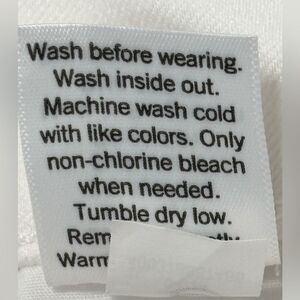 Wash before wearing.
Wash inside out.
Machine wash cold
with like colors. Only
non-chlorine bleach
when needed.
Tumble dry low.